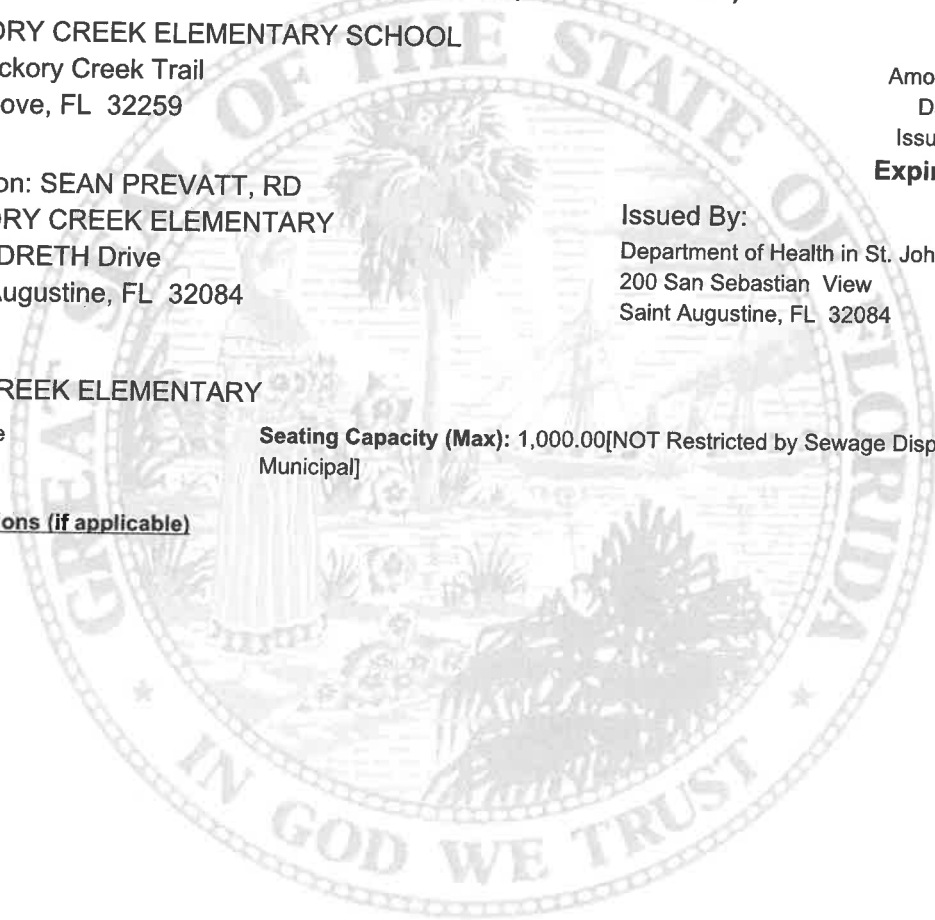 ORY CREEK ELEMENTARY SCHOOL
ckory Creek Trail
ove, FL 32259
Amo
D
Issu
Expir
on: SEAN PREVATT, RD
ORY CREEK ELEMENTARY
DRETH Drive
Augustine, FL 32084
Issued By:
Department of Health in St. Joh
200 San Sebastian View
Saint Augustine, FL 32084
CREEK ELEMENTARY
e
Seating Capacity (Max): 1,000.00[NOT Restricted by Sewage Disp
Municipal]
ons (if applicable)
GREAT SEAL OF THE STATE OF FLORIDA
IN GOD WE TRUST